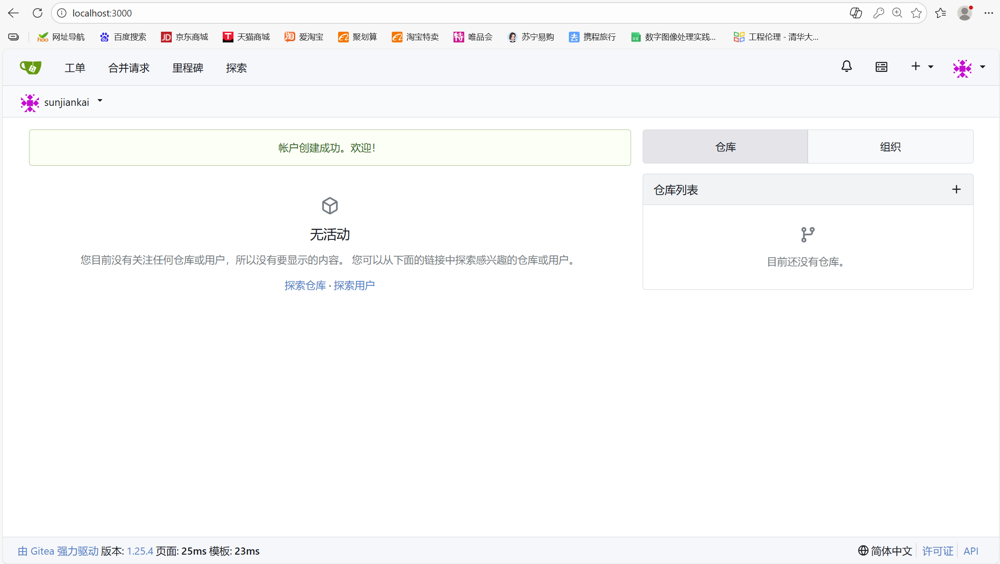 localhost:3000
网址导航 百度搜索 京东商城 天猫商城 爱淘宝 聚划算 淘宝特卖 唯品会 苏宁易购 携程旅行 数字图像处理实践... 工程伦理 - 清华大...
工单 合并请求 里程碑 探索
sunjiankai
帐户创建成功。欢迎！
仓库 组织
仓库列表
无活动
您目前没有关注任何仓库或用户，所以没有要显示的内容。 您可以从下面的链接中探索感兴趣的仓库或用户。
探索仓库 · 探索用户
目前还没有仓库。
由 Gitea 强力驱动 版本: 1.25.4 页面: 25ms 模板: 23ms
简体中文 许可证 API